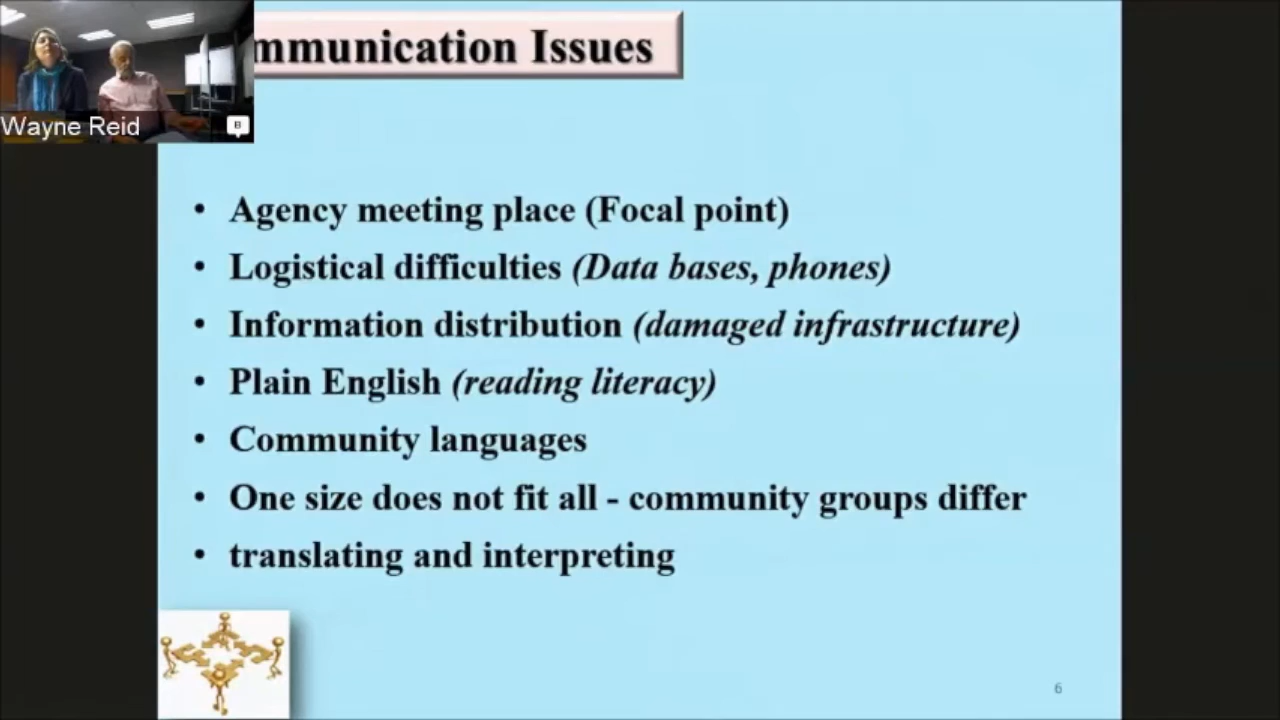 mmunication Issues
Wayne Reid
• Agency meeting place (Focal point)
• Logistical difficulties (Data bases, phones)
• Information distribution (damaged infrastructure)
• Plain English (reading literacy)
• Community languages
• One size does not fit all - community groups differ
• translating and interpreting
6